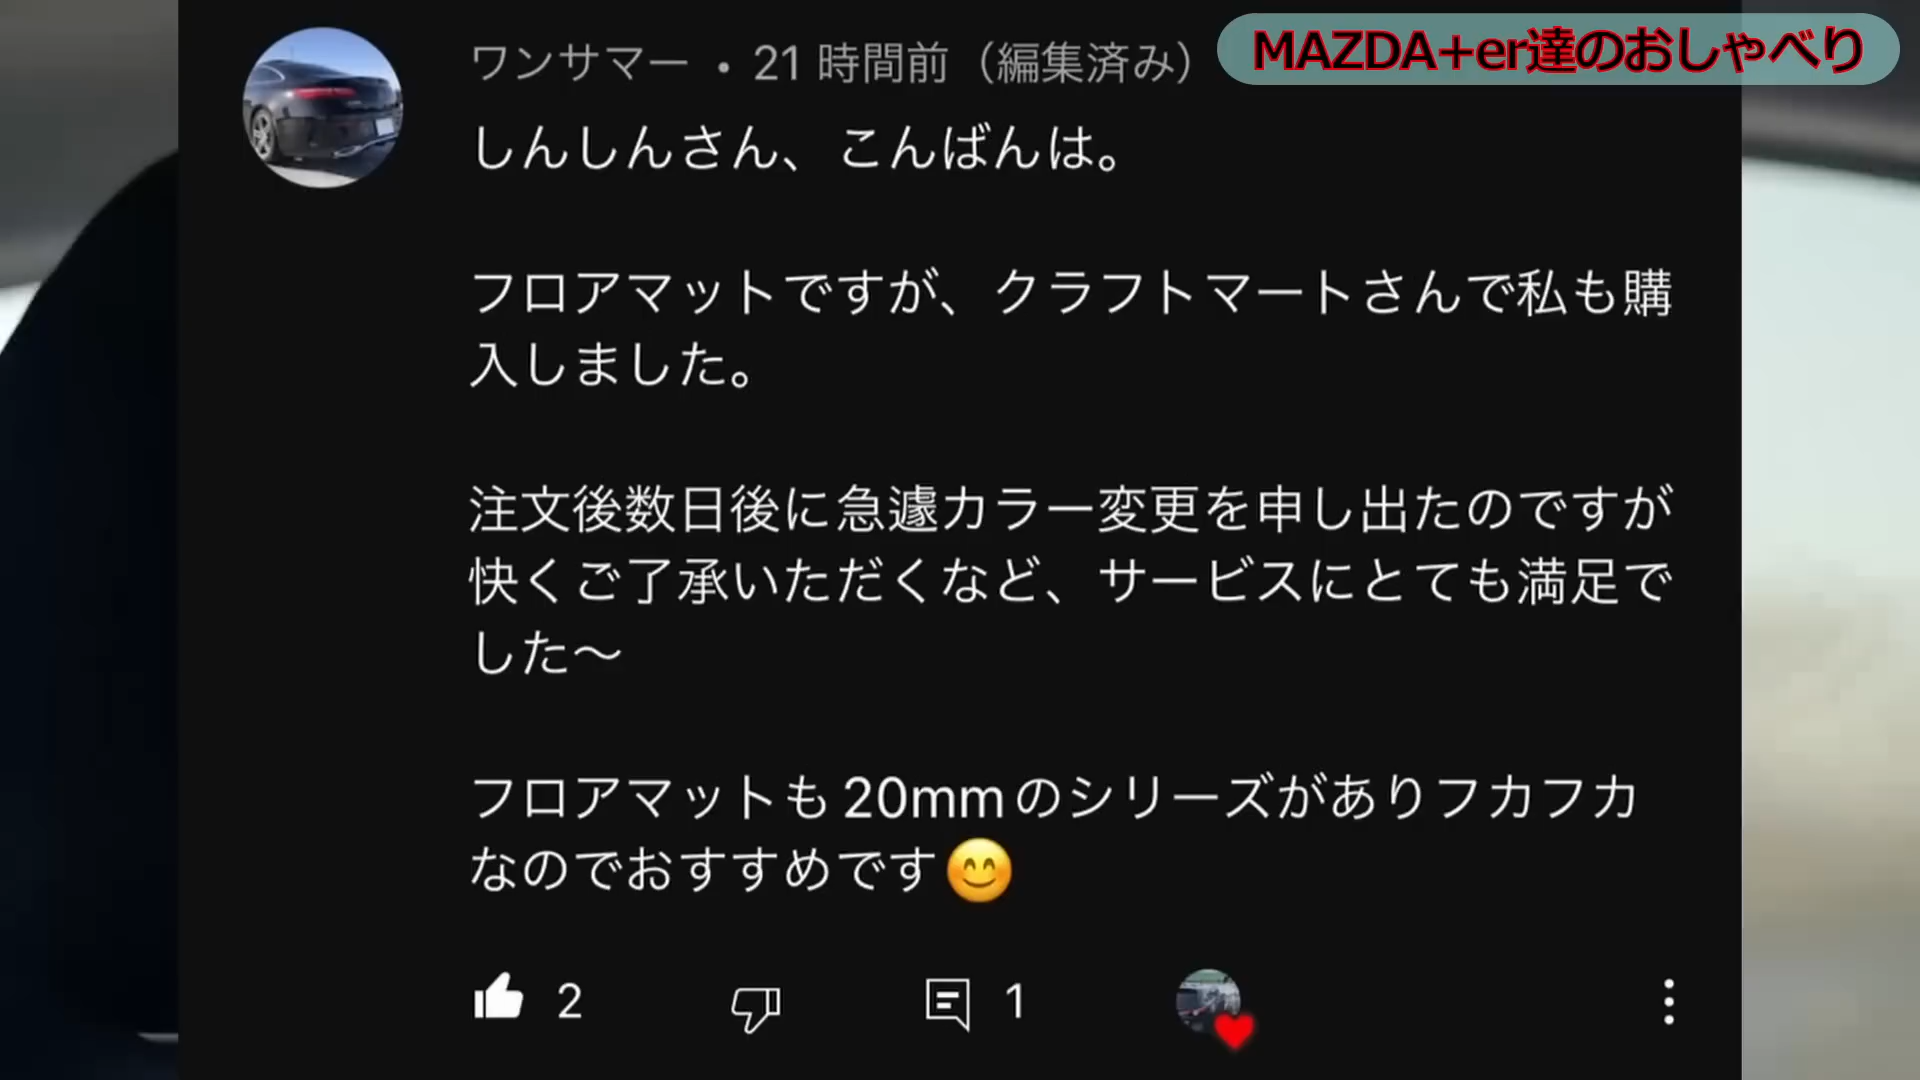 MAZDA+er達のおしゃべり
ワンサマー • 21 時間前（編集済み）
しんしんさん、こんばんは。
フロアマットですが、クラフトマートさんで私も購
入しました。
注文後数日後に急遽カラー変更を申し出たのですが
快くご了承いただくなど、サービスにとても満足で
した〜
フロアマットも20mmのシリーズがありフカフカ
なのでおすすめです😊
2
1